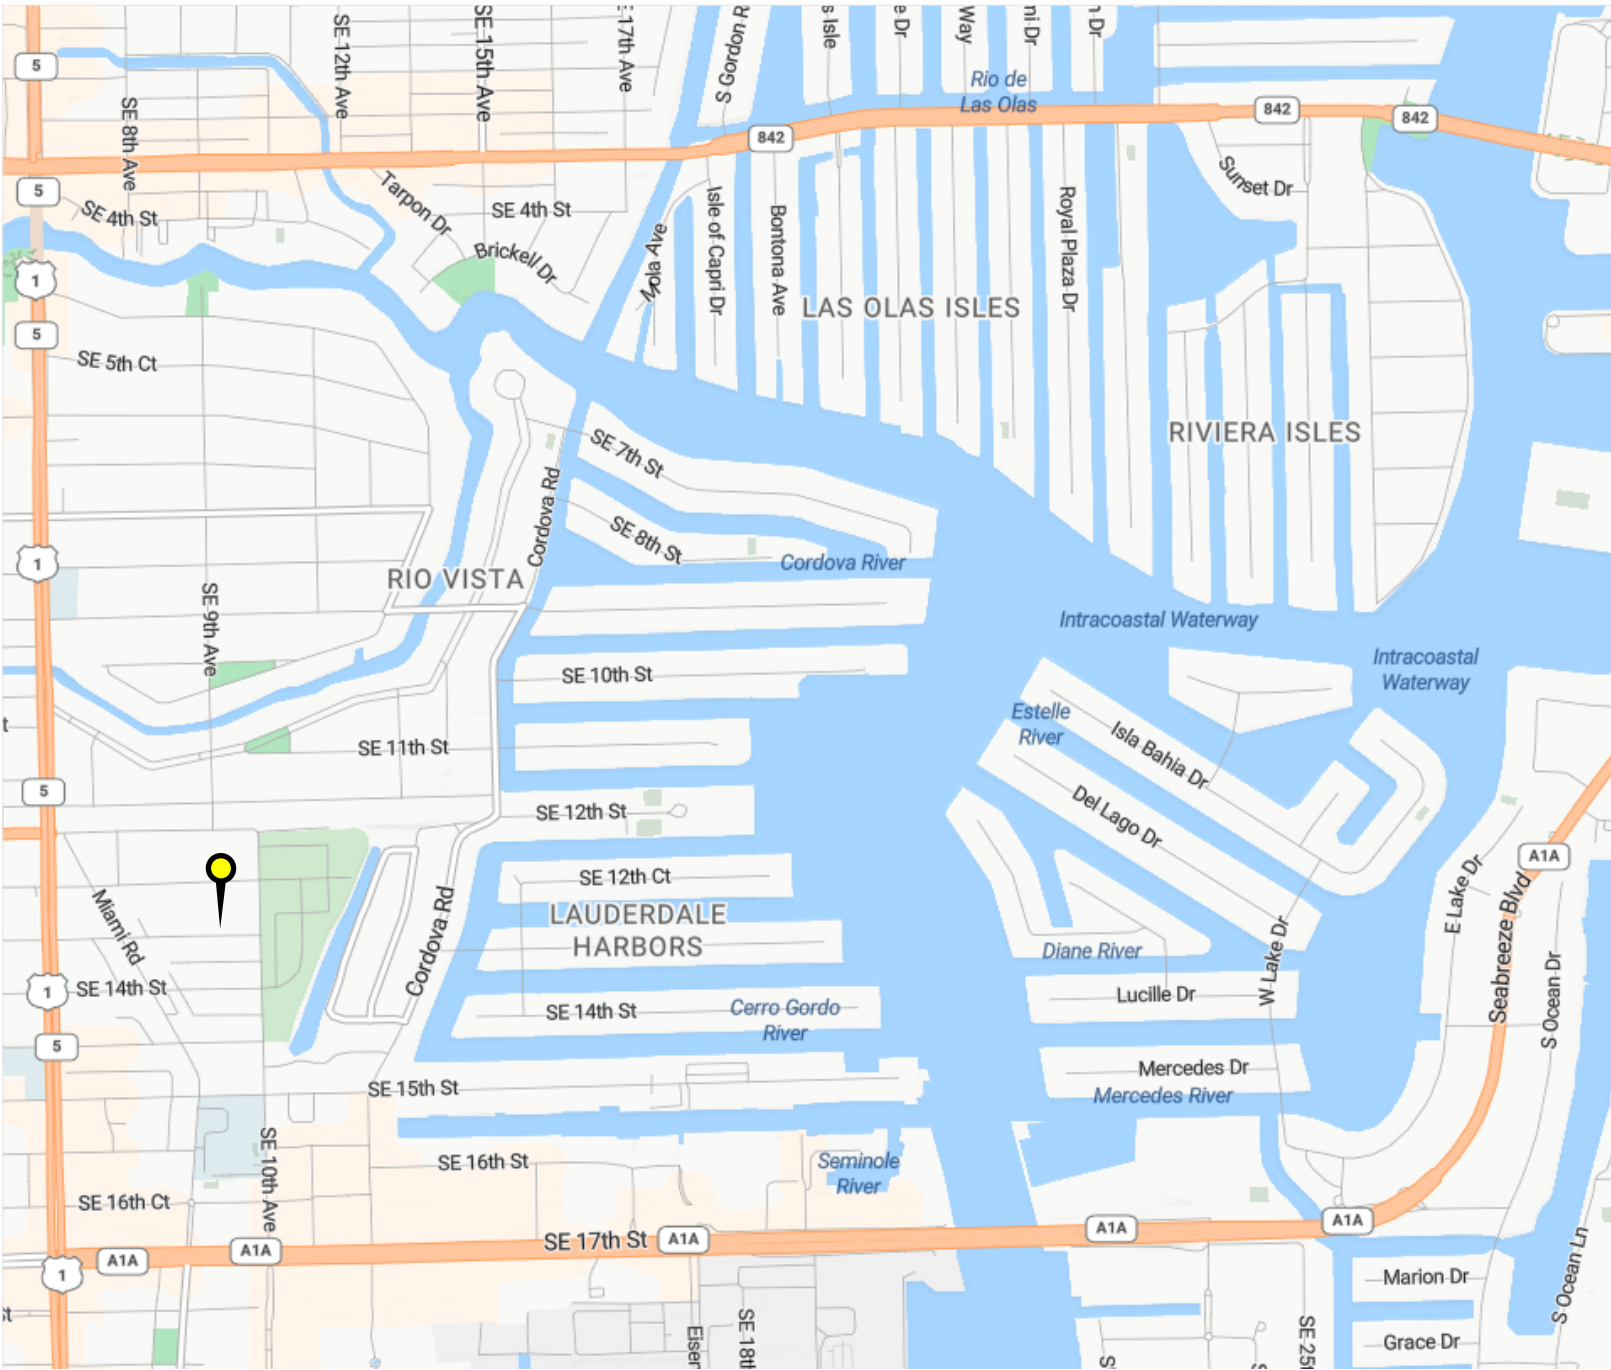 SE 12th Ave
SE 15th Ave
SE 17th Ave
S Gordon R
s Isle
e Dr
Way
ni Dr
n Dr
5
Rio de
Las Olas
842
842
842
SE 8th Ave
5
SE 4th St
Tarpon Dr
SE 4th St
Brickell Dr
Mola Ave
Isle of Capri Dr
Bontona Ave
Royal Plaza Dr
Sunset Dr
1
5
LAS OLAS ISLES
SE 5th Ct
RIVIERA ISLES
SE 7th St
Cordova Rd
SE 8th St
Cordova River
1
RIO VISTA
SE 9th Ave
Intracoastal Waterway
Intracoastal
Waterway
SE 10th St
Estelle
River
Isla Bahia Dr
t
SE 11th St
5
SE 12th St
Del Lago Dr
A1A
SE 12th Ct
Miami Rd
Cordova Rd
LAUDERDALE
HARBORS
E Lake Dr
Seabreeze Blvd
Diane River
W Lake Dr
S Ocean Dr
1
SE 14th St
SE 14th St
Cerro Gordo
River
Lucille Dr
5
SE 15th St
Mercedes Dr
Mercedes River
SE 10th Ave
SE 16th St
Seminole
River
SE 16th Ct
A1A
A1A
SE 17th St
A1A
A1A
A1A
1
Marion Dr
S Ocean Ln
st
Eiser
SE 18th
SE 25t
Grace Dr
S
S